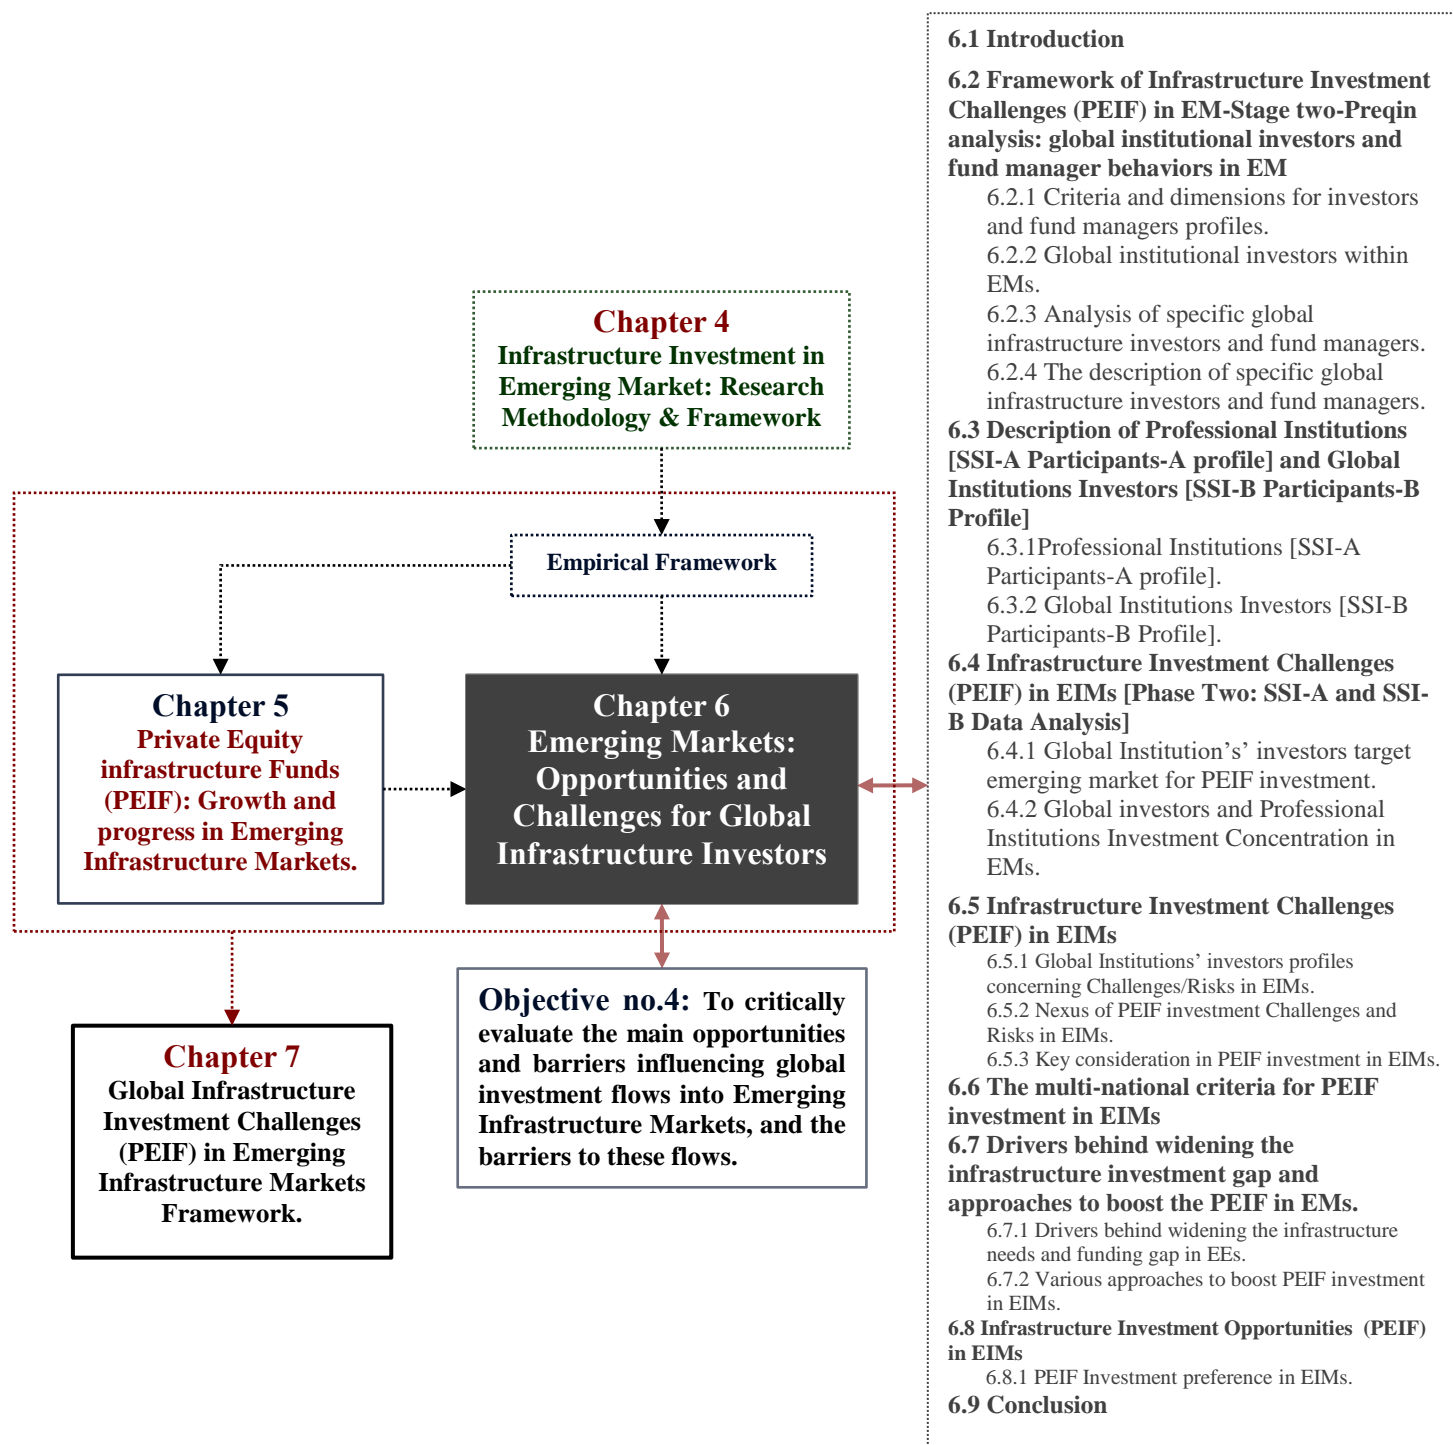 Chapter 4
Infrastructure Investment in
Emerging Market: Research
Methodology & Framework
Empirical Framework
Chapter 5
Private Equity
infrastructure Funds
(PEIF): Growth and
progress in Emerging
Infrastructure Markets.
Chapter 6
Emerging Markets:
Opportunities and
Challenges for Global
Infrastructure Investors
Objective no.4: To critically
evaluate the main opportunities
and barriers influencing global
investment flows into Emerging
Infrastructure Markets, and the
barriers to these flows.
Chapter 7
Global Infrastructure
Investment Challenges
(PEIF) in Emerging
Infrastructure Markets
Framework.
6.1 Introduction
6.2 Framework of Infrastructure Investment
Challenges (PEIF) in EM-Stage two-Preqin
analysis: global institutional investors and
fund manager behaviors in EM
6.2.1 Criteria and dimensions for investors
and fund managers profiles.
6.2.2 Global institutional investors within
EMs.
6.2.3 Analysis of specific global
infrastructure investors and fund managers.
6.2.4 The description of specific global
infrastructure investors and fund managers.
6.3 Description of Professional Institutions
[SSI-A Participants-A profile] and Global
Institutions Investors [SSI-B Participants-B
Profile]
6.3.1Professional Institutions [SSI-A
Participants-A profile].
6.3.2 Global Institutions Investors [SSI-B
Participants-B Profile].
6.4 Infrastructure Investment Challenges
(PEIF) in EIMs [Phase Two: SSI-A and SSI-
B Data Analysis]
6.4.1 Global Institution's' investors target
emerging market for PEIF investment.
6.4.2 Global investors and Professional
Institutions Investment Concentration in
EMs.
6.5 Infrastructure Investment Challenges
(PEIF) in EIMs
6.5.1 Global Institutions' investors profiles
concerning Challenges/Risks in EIMs.
6.5.2 Nexus of PEIF investment Challenges and
Risks in EIMs.
6.5.3 Key consideration in PEIF investment in EIMs.
6.6 The multi-national criteria for PEIF
investment in EIMs
6.7 Drivers behind widening the
infrastructure investment gap and
approaches to boost the PEIF in EMs.
6.7.1 Drivers behind widening the infrastructure
needs and funding gap in EEs.
6.7.2 Various approaches to boost PEIF investment
in EIMs.
6.8 Infrastructure Investment Opportunities (PEIF)
in EIMs
6.8.1 PEIF Investment preference in EIMs.
6.9 Conclusion